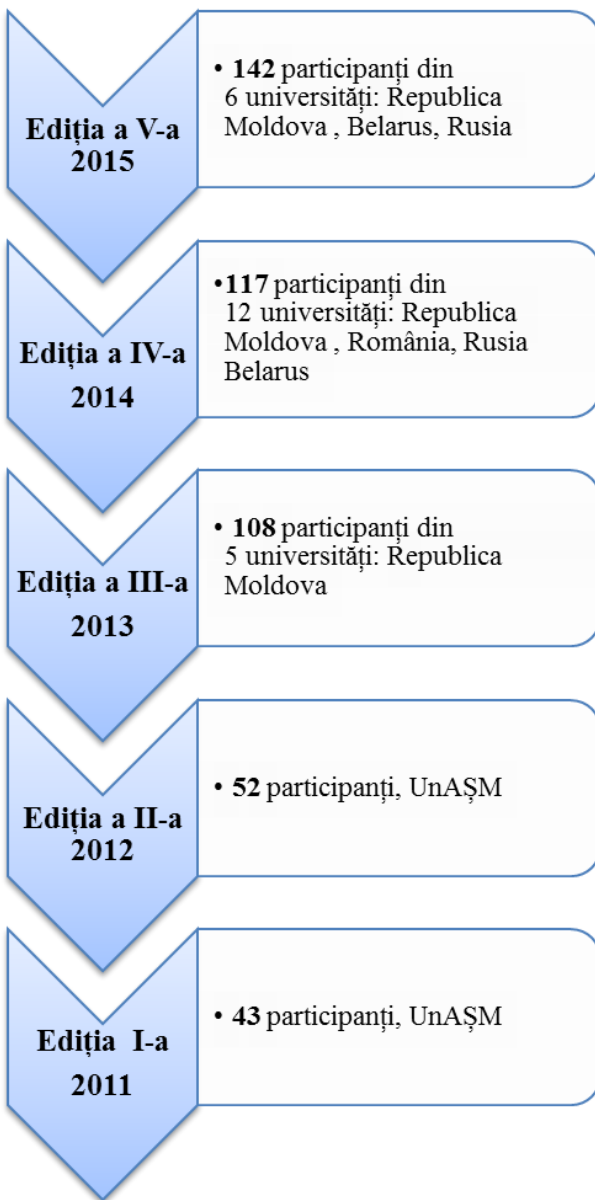 Ediția a V-a
2015
• 142 participanți din
6 universități: Republica
Moldova , Belarus, Rusia
Ediția a IV-a
2014
•117 participanți din
12 universități: Republica
Moldova , România, Rusia
Belarus
Ediția a III-a
2013
• 108 participanți din
5 universități: Republica
Moldova
Ediția a II-a
2012
• 52 participanți, UnAȘM
Ediția I-a
2011
• 43 participanți, UnAȘM